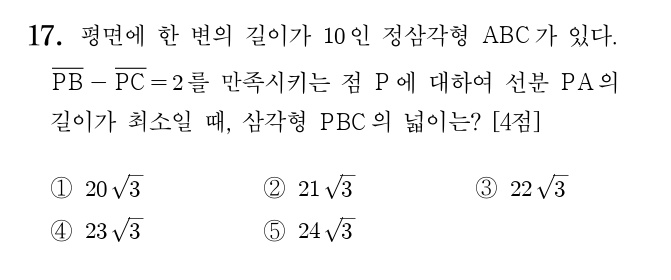 17. 평면에 한 변의 길이가 10인 정삼각형 ABC가 있다.
$\overline{PB}-\overline{PC}=2$를 만족시키는 점 P에 대하여 선분 PA의
길이가 최소일 때, 삼각형 PBC의 넓이는? [4점]
① 20√3 ② 21√3 ③ 22√3
④ 23√3 ⑤ 24√3